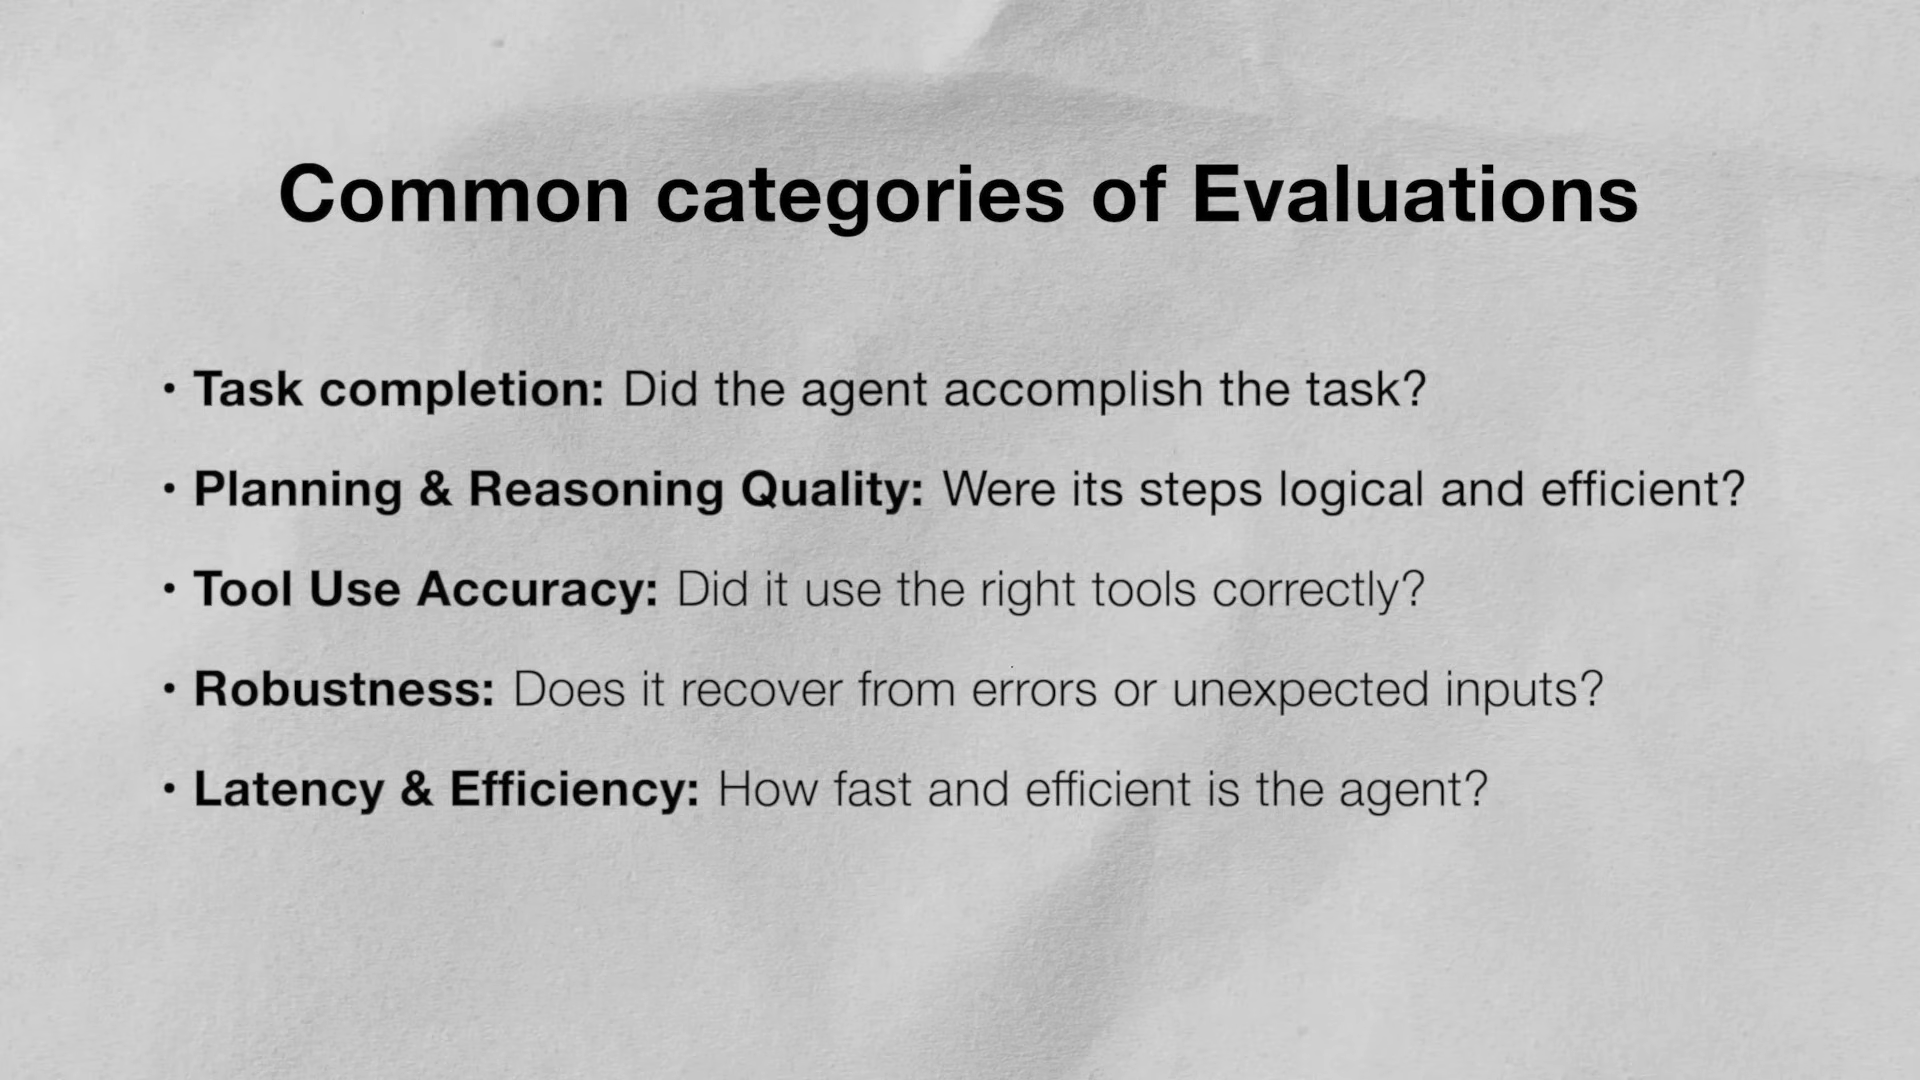 Common categories of Evaluations
• Task completion: Did the agent accomplish the task?
• Planning & Reasoning Quality: Were its steps logical and efficient?
• Tool Use Accuracy: Did it use the right tools correctly?
• Robustness: Does it recover from errors or unexpected inputs?
• Latency & Efficiency: How fast and efficient is the agent?